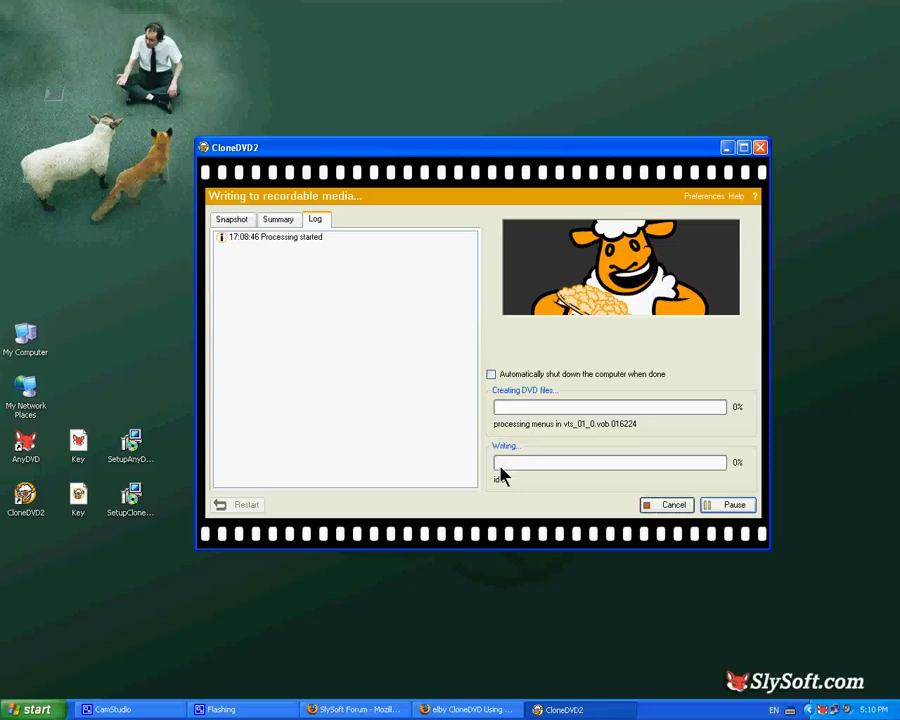 CloneDVD2
Writing to recordable media...
Preferences Help ?
Snapshot Summary Log
17:08:46 Processing started
Automatically shut down the computer when done
Creating DVD files...
0%
processing menus in vts_01_0.vob 016224
Writing...
0%
Restart
Cancel
Pause
My Computer
My Network
Places
AnyDVD
Key
SetupAnyD...
CloneDVD2
Key
SetupClone...
SlySoft.com
start
CamStudio
Flashing
SlySoft Forum - Mozill...
elby CloneDVD Using ...
CloneDVD2
EN
5:10 PM